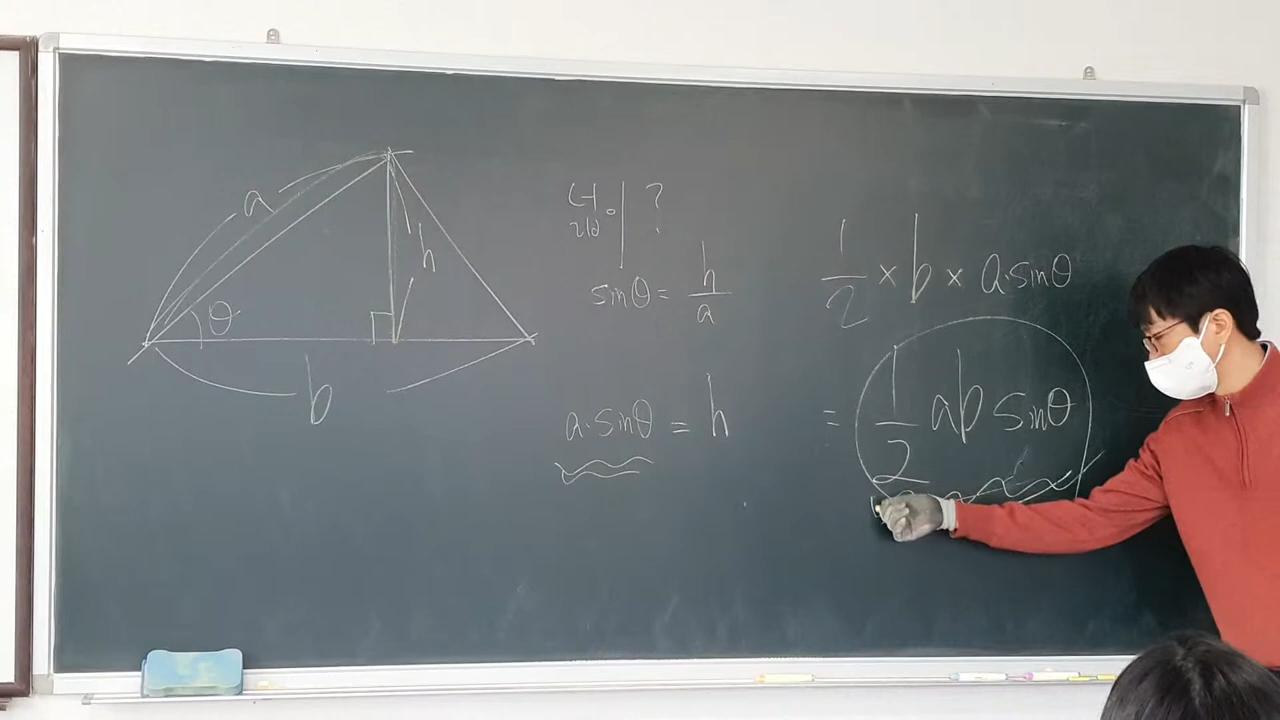 a
h
θ
b
넓이 ?
sinθ = h/a
a·sinθ = h
1/2 × b × a·sinθ
= 1/2 ab sinθ